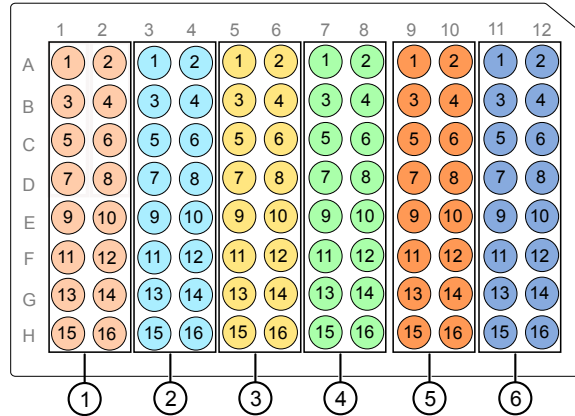 1 2 3 4 5 6 7 8 9 10 11 12
A 1 2 1 2 1 2 1 2 1 2 1 2
B 3 4 3 4 3 4 3 4 3 4 3 4
C 5 6 5 6 5 6 5 6 5 6 5 6
D 7 8 7 8 7 8 7 8 7 8 7 8
E 9 10 9 10 9 10 9 10 9 10 9 10
F 11 12 11 12 11 12 11 12 11 12 11 12
G 13 14 13 14 13 14 13 14 13 14 13 14
H 15 16 15 16 15 16 15 16 15 16 15 16
1 2 3 4 5 6